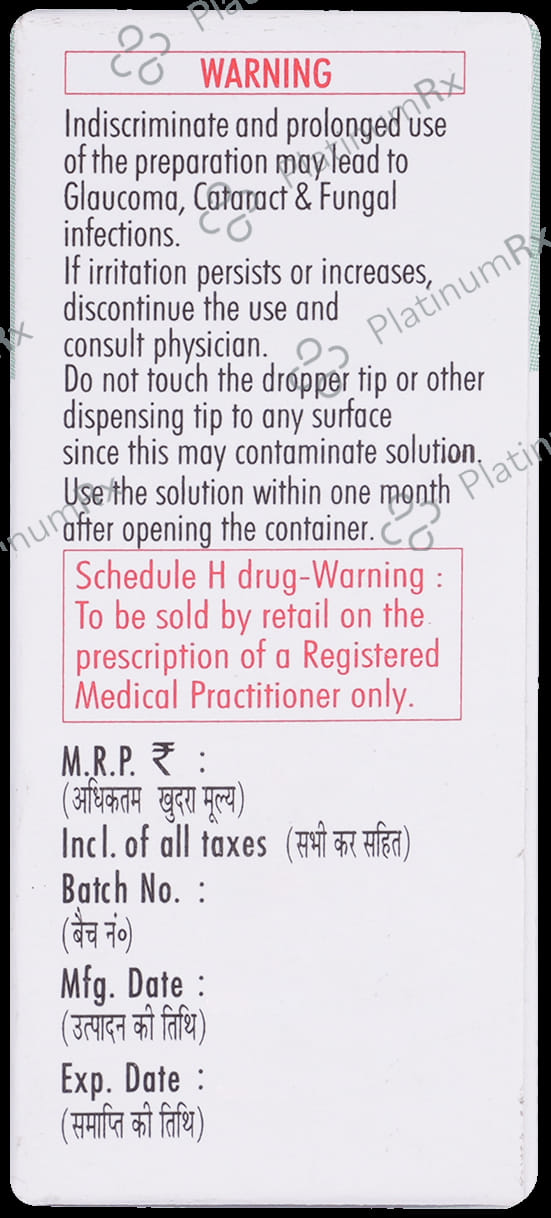 WARNING
Indiscriminate and prolonged use
of the preparation may lead to
Glaucoma, Cataract & Fungal
infections.
If irritation persists or increases,
discontinue the use and
consult physician.
Do not touch the dropper tip or other
dispensing tip to any surface
since this may contaminate solution.
Use the solution within one month
after opening the container.
Schedule H drug-Warning :
To be sold by retail on the
prescription of a Registered
Medical Practitioner only.
M.R.P. ₹ :
(अधिकतम खुदरा मूल्य)
Incl. of all taxes (सभी कर सहित)
Batch No. :
(बैच नं०)
Mfg. Date :
(उत्पादन की तिथि)
Exp. Date :
(समाप्ति की तिथि)
PlatinumRx
PlatinumRx